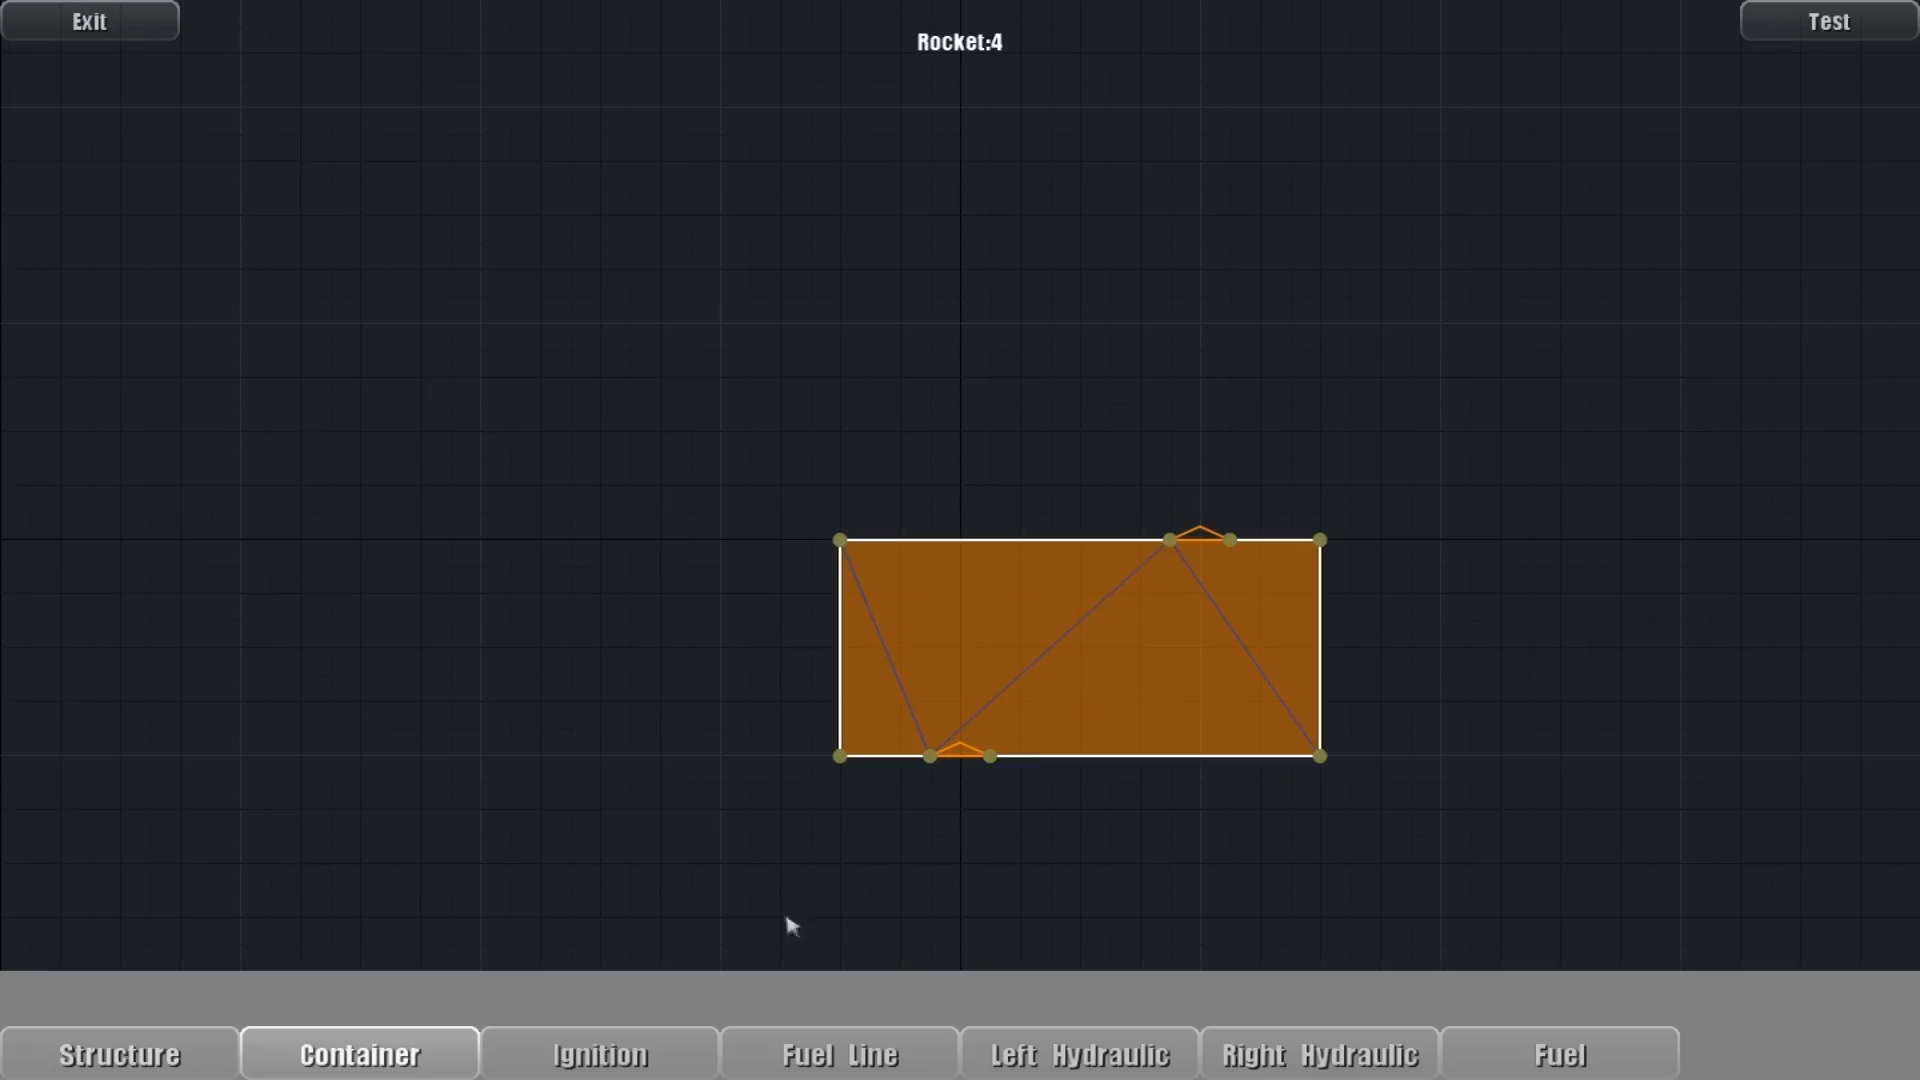 Exit
Rocket:4
Test
Structure
Container
Ignition
Fuel Line
Left Hydraulic
Right Hydraulic
Fuel